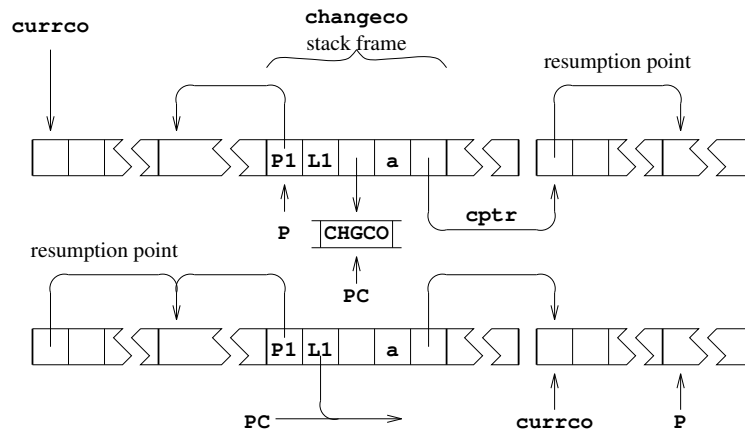 changeco
currco
stack frame
resumption point
P1 L1 a
P
cptr
CHGCO
resumption point
PC
P1 L1 a
PC
currco
P